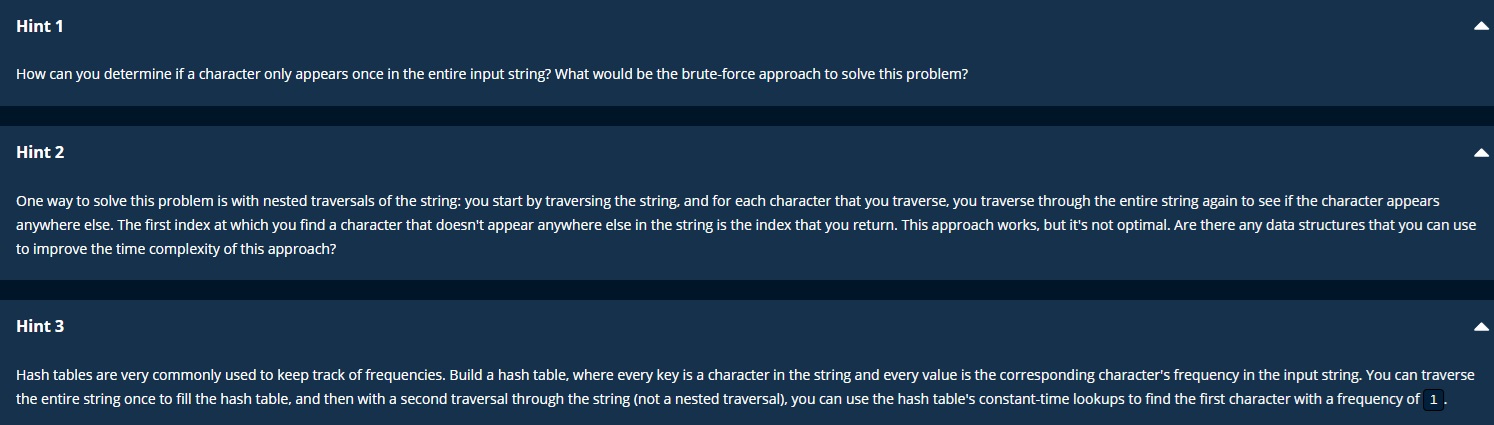 Hint 1
How can you determine if a character only appears once in the entire input string? What would be the brute-force approach to solve this problem?
Hint 2
One way to solve this problem is with nested traversals of the string: you start by traversing the string, and for each character that you traverse, you traverse through the entire string again to see if the character appears
anywhere else. The first index at which you find a character that doesn't appear anywhere else in the string is the index that you return. This approach works, but it's not optimal. Are there any data structures that you can use
to improve the time complexity of this approach?
Hint 3
Hash tables are very commonly used to keep track of frequencies. Build a hash table, where every key is a character in the string and every value is the corresponding character's frequency in the input string. You can traverse
the entire string once to fill the hash table, and then with a second traversal through the string (not a nested traversal), you can use the hash table's constant-time lookups to find the first character with a frequency of 1.